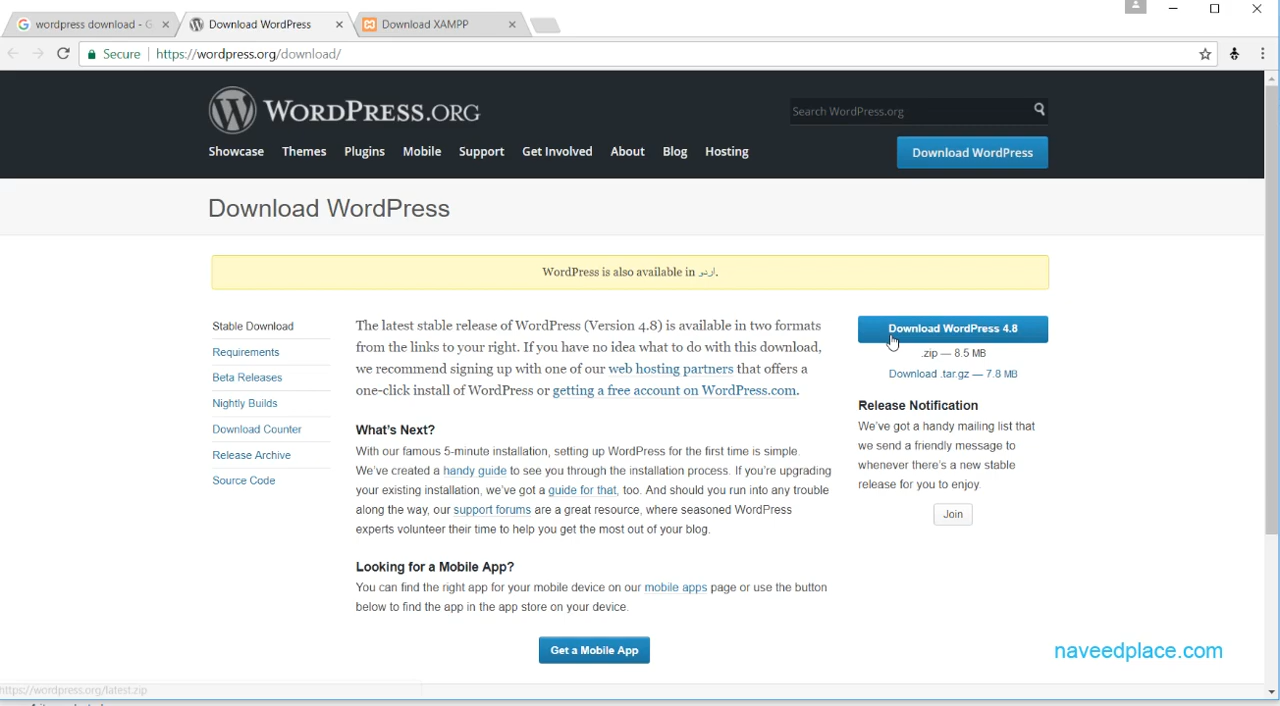 wordpress download - G
Download WordPress
Download XAMPP
Secure
https://wordpress.org/download/
WORDPRESS.ORG
Search WordPress.org
Showcase
Themes
Plugins
Mobile
Support
Get Involved
About
Blog
Hosting
Download WordPress
Download WordPress
WordPress is also available in اردو.
Stable Download
Requirements
Beta Releases
Nightly Builds
Download Counter
Release Archive
Source Code
The latest stable release of WordPress (Version 4.8) is available in two formats
from the links to your right. If you have no idea what to do with this download,
we recommend signing up with one of our web hosting partners that offers a
one-click install of WordPress or getting a free account on WordPress.com.
What's Next?
With our famous 5-minute installation, setting up WordPress for the first time is simple.
We've created a handy guide to see you through the installation process. If you're upgrading
your existing installation, we've got a guide for that, too. And should you run into any trouble
along the way, our support forums are a great resource, where seasoned WordPress
experts volunteer their time to help you get the most out of your blog.
Looking for a Mobile App?
You can find the right app for your mobile device on our mobile apps page or use the button
below to find the app in the app store on your device.
Get a Mobile App
Download WordPress 4.8
.zip — 8.5 MB
Download .tar.gz — 7.8 MB
Release Notification
We've got a handy mailing list that
we send a friendly message to
whenever there's a new stable
release for you to enjoy.
Join
naveedplace.com
https://wordpress.org/latest.zip